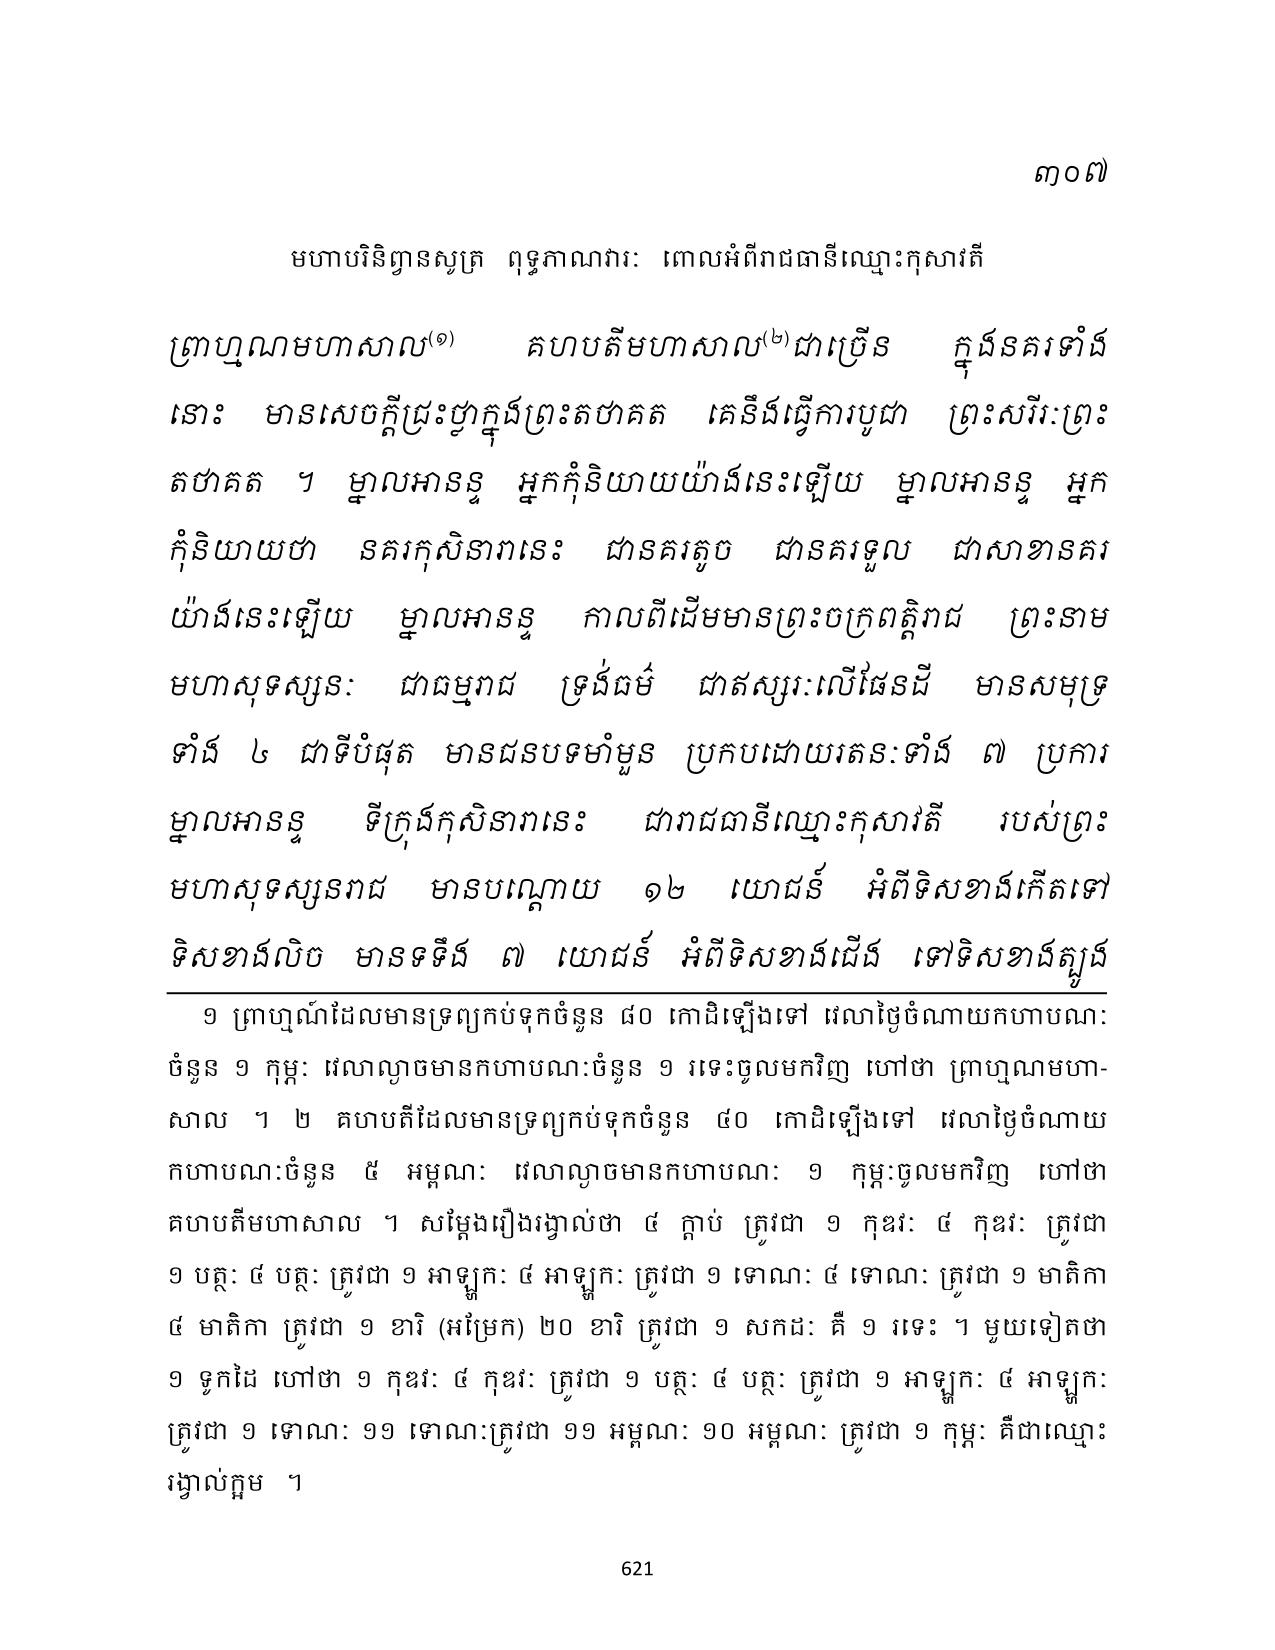 ៣០៧
មហាបរិនិព្វានសូត្រ ពុទ្ធភាណវារៈ ពោលអំពីរាជធានីឈ្មោះកុសាវតី
ព្រាហ្មណមហាសាល(១) គហបតីមហាសាល(២)ជាច្រើន ក្នុងនគរទាំង
នោះ មានសេចក្តីជ្រះថ្លាក្នុងព្រះតថាគត គេនឹងធ្វើការបូជា ព្រះសរីរៈព្រះ
តថាគត ។ ម្នាលអានន្ទ អ្នកកុំនិយាយយ៉ាងនេះឡើយ ម្នាលអានន្ទ អ្នក
កុំនិយាយថា នគរកុសិនារានេះ ជានគរតូច ជានគរទួល ជាសាខានគរ
យ៉ាងនេះឡើយ ម្នាលអានន្ទ កាលពីដើមមានព្រះចក្រពត្តិរាជ ព្រះនាម
មហាសុទស្សនៈ ជាធម្មរាជ ទ្រង់ធម៌ ជាឥស្សរៈលើផែនដី មានសមុទ្រ
ទាំង ៤ ជាទីបំផុត មានជនបទមាំមួន ប្រកបដោយរតនៈទាំង ៧ ប្រការ
ម្នាលអានន្ទ ទីក្រុងកុសិនារានេះ ជារាជធានីឈ្មោះកុសាវតី របស់ព្រះ
មហាសុទស្សនរាជ មានបណ្តោយ ១២ យោជន៍ អំពីទិសខាងកើតទៅ
ទិសខាងលិច មានទទឹង ៧ យោជន៍ អំពីទិសខាងជើង ទៅទិសខាងត្បូង
១ ព្រាហ្មណ៍ដែលមានទ្រព្យកប់ទុកចំនួន ៨០ កោដិឡើងទៅ វេលាថ្ងៃចំណាយកហាបណៈ
ចំនួន ១ កុម្ភៈ វេលាល្ងាចមានកហាបណៈចំនួន ១ រទេះចូលមកវិញ ហៅថា ព្រាហ្មណមហា-
សាល ។ ២ គហបតីដែលមានទ្រព្យកប់ទុកចំនួន ៤០ កោដិឡើងទៅ វេលាថ្ងៃចំណាយ
កហាបណៈចំនួន ៥ អម្ពណៈ វេលាល្ងាចមានកហាបណៈ ១ កុម្ភៈចូលមកវិញ ហៅថា
គហបតីមហាសាល ។ សម្តែងរឿងរង្វាល់ថា ៤ ក្តាប់ ត្រូវជា ១ កុឌវៈ ៤ កុឌវៈ ត្រូវជា
១ បត្ថៈ ៤ បត្ថៈ ត្រូវជា ១ អាឡ្ហកៈ ៤ អាឡ្ហកៈ ត្រូវជា ១ ទោណៈ ៤ ទោណៈ ត្រូវជា ១ មាតិកា
៤ មាតិកា ត្រូវជា ១ ខារិ (អម្រែក) ២០ ខារិ ត្រូវជា ១ សកដៈ គឺ ១ រទេះ ។ មួយទៀតថា
១ ទូកដៃ ហៅថា ១ កុឌវៈ ៤ កុឌវៈ ត្រូវជា ១ បត្ថៈ ៤ បត្ថៈ ត្រូវជា ១ អាឡ្ហកៈ ៤ អាឡ្ហកៈ
ត្រូវជា ១ ទោណៈ ១១ ទោណៈត្រូវជា ១១ អម្ពណៈ ១០ អម្ពណៈ ត្រូវជា ១ កុម្ភៈ គឺជាឈ្មោះ
រង្វាល់ក្អម ។
621